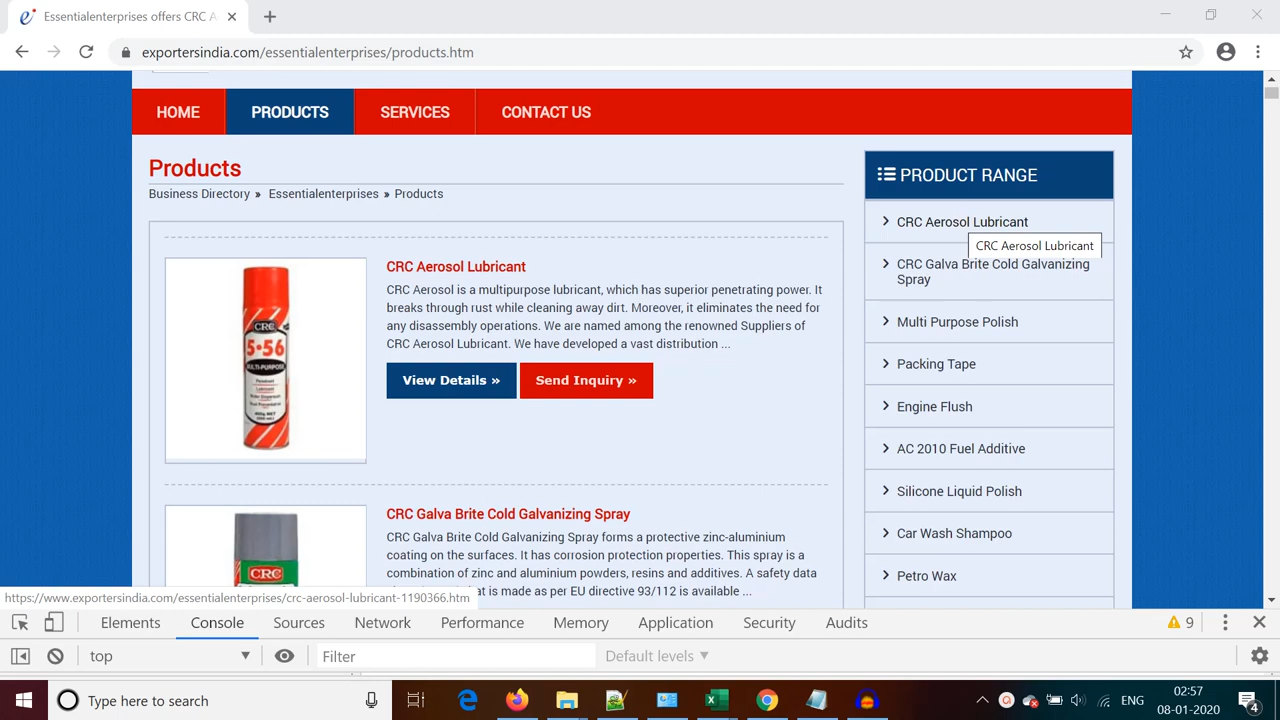 Essentialenterprises offers CRC A
exportersindia.com/essentialenterprises/products.htm
HOME
PRODUCTS
SERVICES
CONTACT US
Products
Business Directory » Essentialenterprises » Products
CRC Aerosol Lubricant
CRC Aerosol is a multipurpose lubricant, which has superior penetrating power. It
breaks through rust while cleaning away dirt. Moreover, it eliminates the need for
any disassembly operations. We are named among the renowned Suppliers of
CRC Aerosol Lubricant. We have developed a vast distribution ...
View Details »
Send Inquiry »
CRC
5-56
MULTI-PURPOSE
CRC Galva Brite Cold Galvanizing Spray
CRC Galva Brite Cold Galvanizing Spray forms a protective zinc-aluminium
coating on the surfaces. It has corrosion protection properties. This spray is a
combination of zinc and aluminium powders, resins and additives. A safety data
at is made as per EU directive 93/112 is available ...
CRC
PRODUCT RANGE
CRC Aerosol Lubricant
CRC Aerosol Lubricant
CRC Galva Brite Cold Galvanizing
Spray
Multi Purpose Polish
Packing Tape
Engine Flush
AC 2010 Fuel Additive
Silicone Liquid Polish
Car Wash Shampoo
Petro Wax
https://www.exportersindia.com/essentialenterprises/crc-aerosol-lubricant-1190366.htm
Elements
Console
Sources
Network
Performance
Memory
Application
Security
Audits
9
top
Filter
Default levels
Type here to search
ENG
02:57
08-01-2020
4